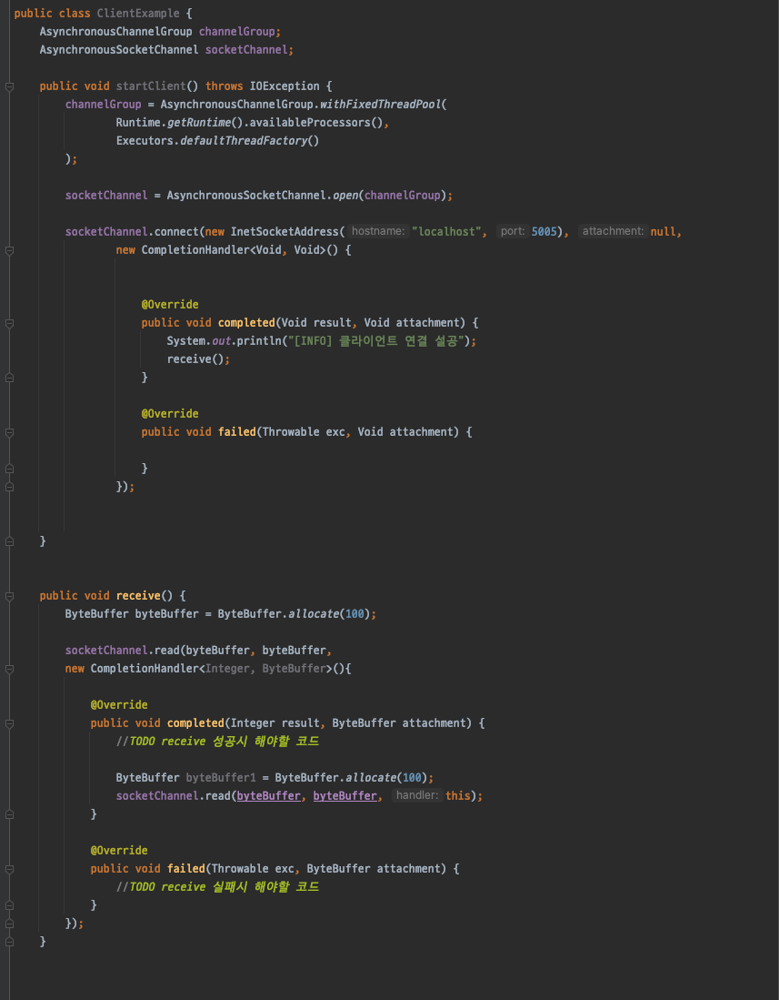 public class ClientExample {
    AsynchronousChannelGroup channelGroup;
    AsynchronousSocketChannel socketChannel;
    public void startClient() throws IOException {
        channelGroup = AsynchronousChannelGroup.withFixedThreadPool(
                Runtime.getRuntime().availableProcessors(),
                Executors.defaultThreadFactory()
        );
        socketChannel = AsynchronousSocketChannel.open(channelGroup);
        socketChannel.connect(new InetSocketAddress( hostname: "localhost", port: 5005), attachment: null,
                new CompletionHandler<Void, Void>() {
                    @Override
                    public void completed(Void result, Void attachment) {
                        System.out.println("[INFO] 클라이언트 연결 설공");
                        receive();
                    }
                    @Override
                    public void failed(Throwable exc, Void attachment) {
                    }
                });
    }
    public void receive() {
        ByteBuffer byteBuffer = ByteBuffer.allocate(100);
        socketChannel.read(byteBuffer, byteBuffer,
        new CompletionHandler<Integer, ByteBuffer>(){
            @Override
            public void completed(Integer result, ByteBuffer attachment) {
                //TODO receive 성공시 해야할 코드
                ByteBuffer byteBuffer1 = ByteBuffer.allocate(100);
                socketChannel.read(byteBuffer, byteBuffer, handler: this);
            }
            @Override
            public void failed(Throwable exc, ByteBuffer attachment) {
                //TODO receive 실패시 해야할 코드
            }
        });
    }